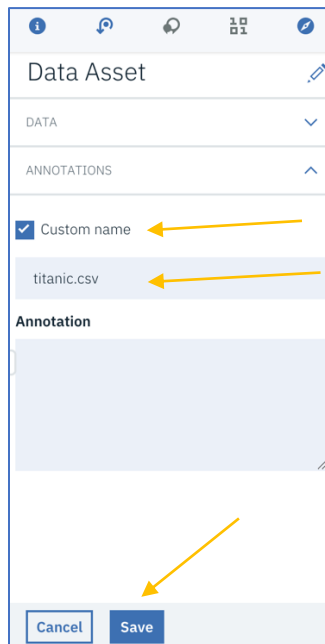 Data Asset
DATA
ANNOTATIONS
Custom name
titanic.csv
Annotation
Cancel Save